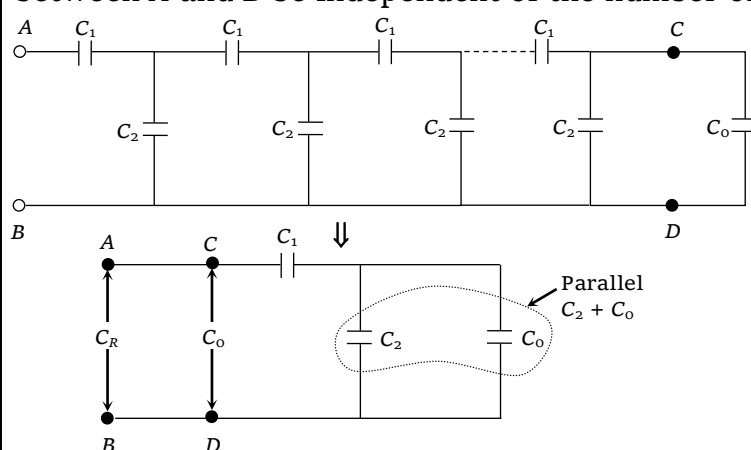 between A and B be independent of the number of
A C₁ C₁ C₁ C₁ C
C₂ C₂ C₂ C₂ C₀
B D
⇓
A C C₁
Parallel
C₂ + C₀
C_R C₀ C₂ C₀
B D